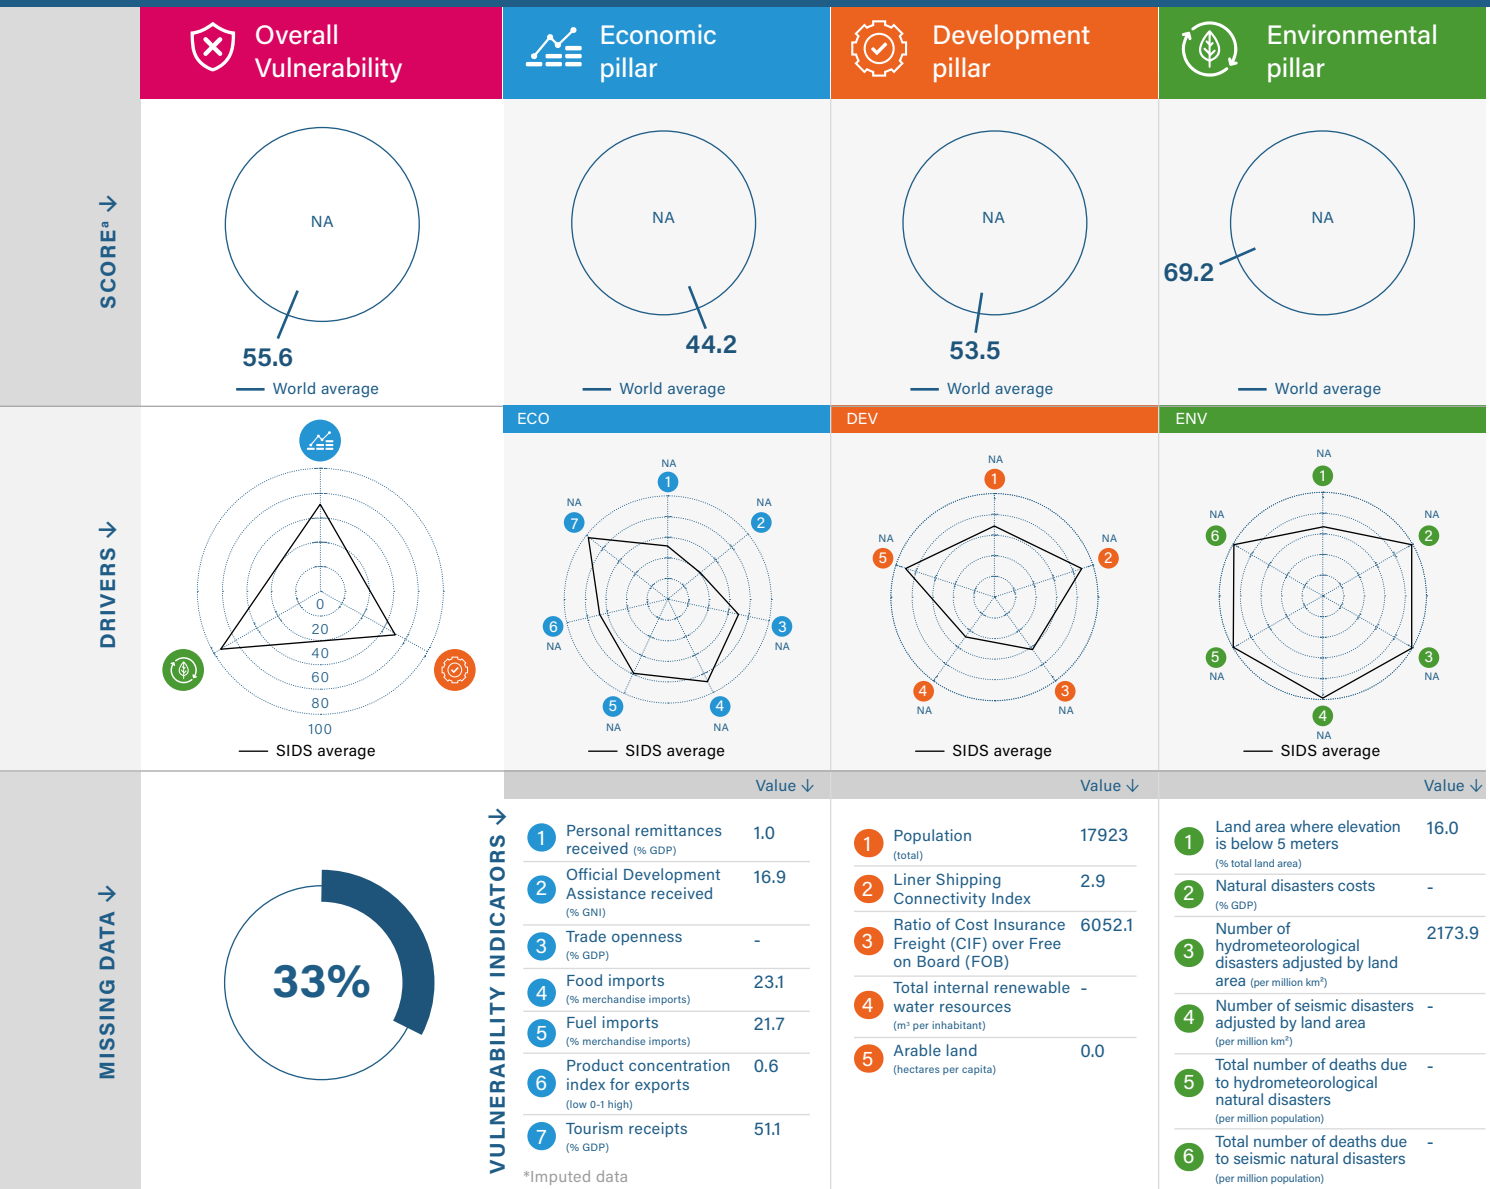 Overall
Vulnerability
Economic
pillar
Development
pillar
Environmental
pillar
SCOREª →
NA
55.6
World average
NA
44.2
World average
NA
53.5
World average
NA
69.2
World average
DRIVERS →
0
20
40
60
80
100
SIDS average
ECO
NA
1
NA
2
3
NA
4
NA
5
NA
6
NA
NA
7
SIDS average
DEV
NA
1
NA
2
3
NA
4
NA
NA
5
SIDS average
ENV
NA
1
NA
2
3
NA
4
NA
5
NA
NA
6
SIDS average
MISSING DATA →
33%
VULNERABILITY INDICATORS →
Value ↓
1 Personal remittances 1.0
received (% GDP)
2 Official Development 16.9
Assistance received
(% GNI)
3 Trade openness -
(% GDP)
4 Food imports 23.1
(% merchandise imports)
5 Fuel imports 21.7
(% merchandise imports)
6 Product concentration 0.6
index for exports
(low 0-1 high)
7 Tourism receipts 51.1
(% GDP)
*Imputed data
Value ↓
1 Population 17923
(total)
2 Liner Shipping 2.9
Connectivity Index
3 Ratio of Cost Insurance 6052.1
Freight (CIF) over Free
on Board (FOB)
4 Total internal renewable -
water resources
(m³ per inhabitant)
5 Arable land 0.0
(hectares per capita)
Value ↓
1 Land area where elevation 16.0
is below 5 meters
(% total land area)
2 Natural disasters costs -
(% GDP)
3 Number of 2173.9
hydrometeorological
disasters adjusted by land
area (per million km²)
4 Number of seismic disasters -
adjusted by land area
(per million km²)
5 Total number of deaths due -
to hydrometeorological
natural disasters
(per million population)
6 Total number of deaths due -
to seismic natural disasters
(per million population)